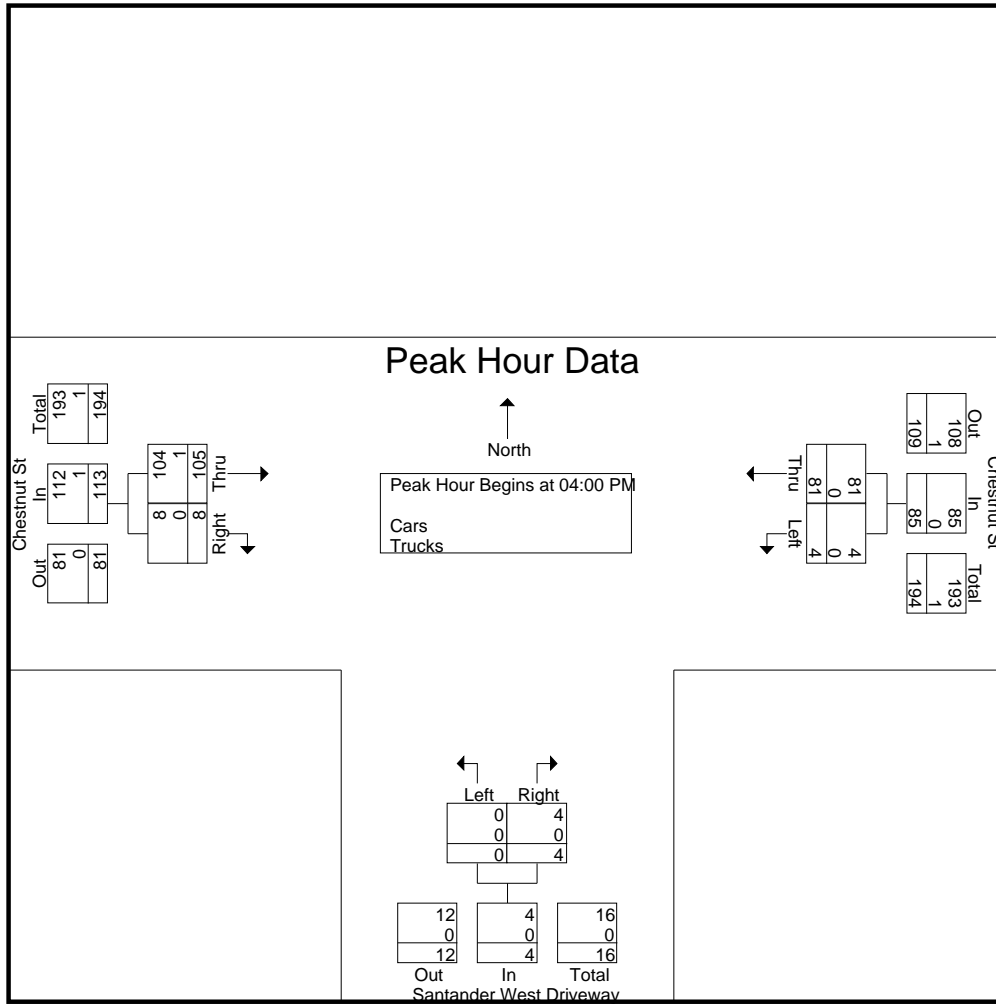 Peak Hour Data
North
Peak Hour Begins at 04:00 PM
Cars
Trucks
Chestnut St
Total
193
1
194
In
112
1
113
Out
81
0
81
Thru
104
1
105
Right
8
0
8
Chestnut St
Out
108
1
109
In
85
0
85
Total
193
1
194
Thru
81
0
81
Left
4
0
4
Left Right
0 4
0 0
0 4
12 4 16
0 0 0
12 4 16
Out In Total
Santander West Driveway